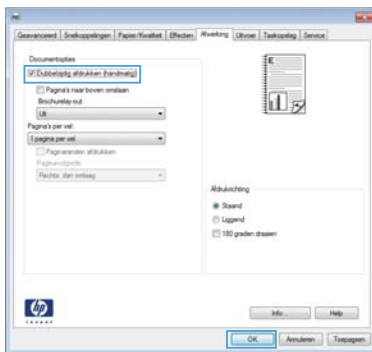 Geavanceerd Snelkoppelingen Papier/Kwaliteit Effecten Afwerking Uitvoer Taakopslag Service
Documentopties
Dubbelzijdig afdrukken (handmatig)
Pagina's naar boven omslaan
Brochurelay-out:
Uit
Pagina's per vel:
1 pagina per vel
Paginaranden afdrukken
Paginavolgorde:
Rechts, dan omlaag
E
Afdrukrichting
Staand
Liggend
180 graden draaien
hp
invent
Info...
Help
OK
Annuleren
Toepassen